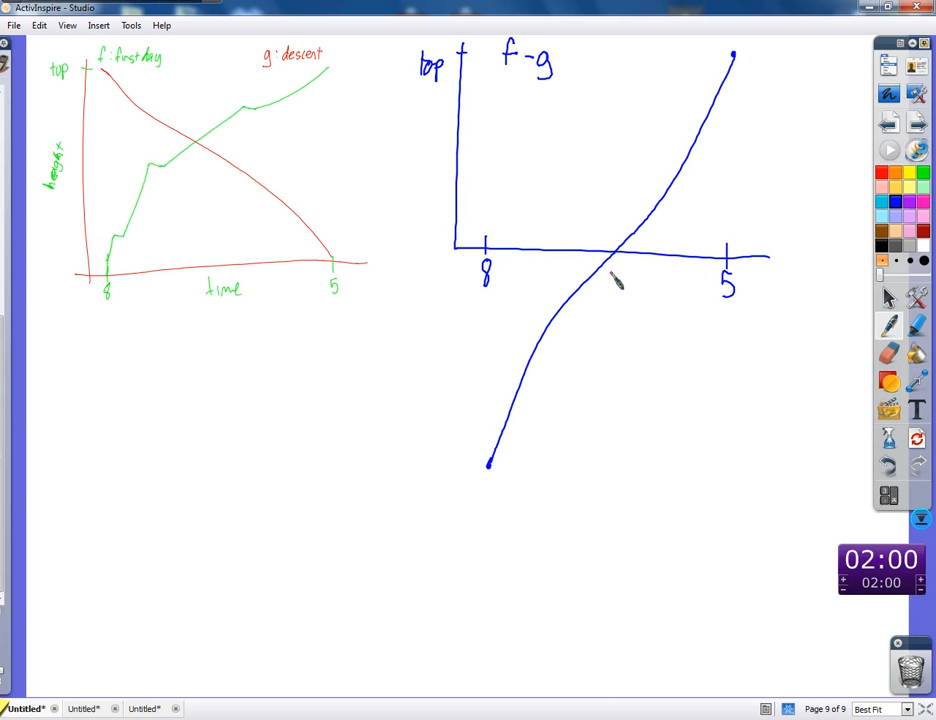 ActivInspire - Studio
File Edit View Insert Tools Help
f: first day
g: descent
top
height
8
time
5
f - g
top
8
5
02:00
02:00
Untitled* Untitled* Untitled*
Page 9 of 9 Best Fit